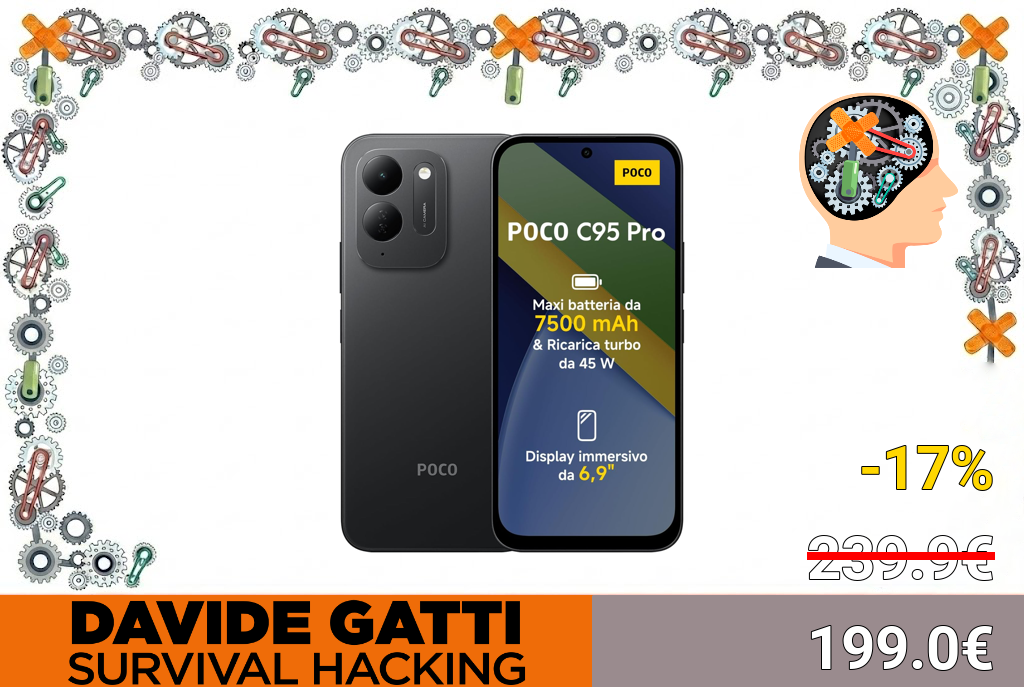 POCO
POCO C95 Pro
Maxi batteria da
7500 mAh
& Ricarica turbo
da 45 W
Display immersivo
da 6,9"
POCO
-17%
239.9€
199.0€
DAVIDE GATTI
SURVIVAL HACKING